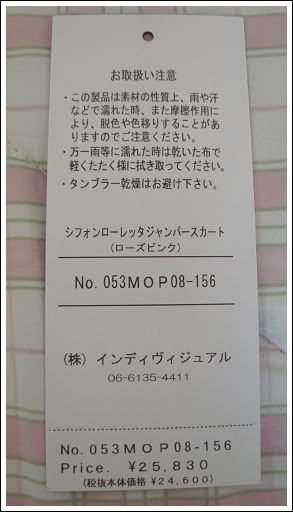 お取扱い注意
・この製品は素材の性質上、雨や汗
などで濡れた時、また摩擦作用に
より、脱色や色移りすることがあ
りますのでご注意ください。
・万一雨等に濡れた時は乾いた布で
軽くたたく様に拭き取ってください。
・タンブラー乾燥はお避け下さい。
シフォンローレッタジャンパースカート
(ローズピンク)
No. 053MOP08-156
(株) インディヴィジュアル
06-6135-4411
No. 053MOP08-156
Price. ¥25,830
(税抜本体価格 ¥24,600)